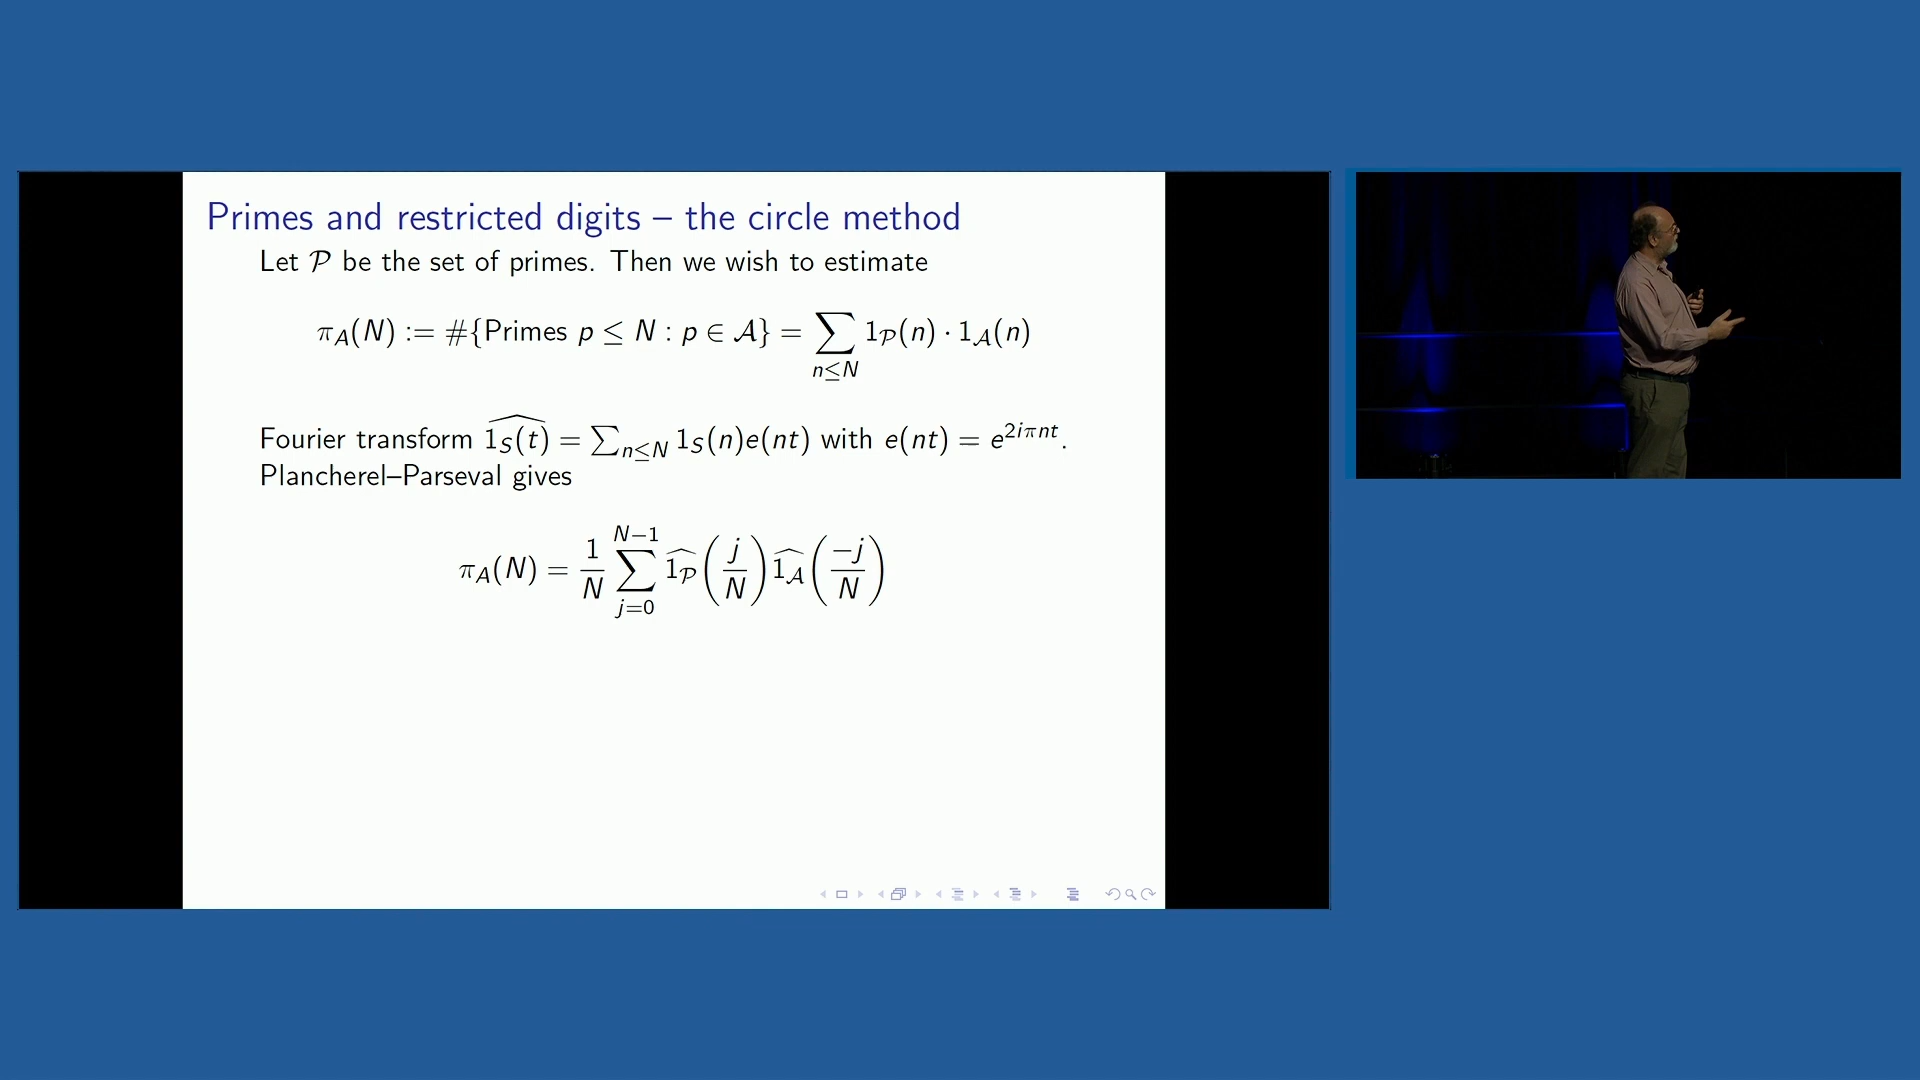 Primes and restricted digits – the circle method
Let 𝒫 be the set of primes. Then we wish to estimate
π_A(N) := #{Primes p ≤ N : p ∈ 𝒜} = ∑_{n≤N} 1_𝒫(n) · 1_𝒜(n)
Fourier transform \widehat{1_S(t)} = ∑_{n≤N} 1_S(n)e(nt) with e(nt) = e^{2iπnt}.
Plancherel–Parseval gives
π_A(N) = \frac{1}{N} ∑_{j=0}^{N−1} \widehat{1_𝒫}(\frac{j}{N}) \widehat{1_𝒜}(\frac{−j}{N})